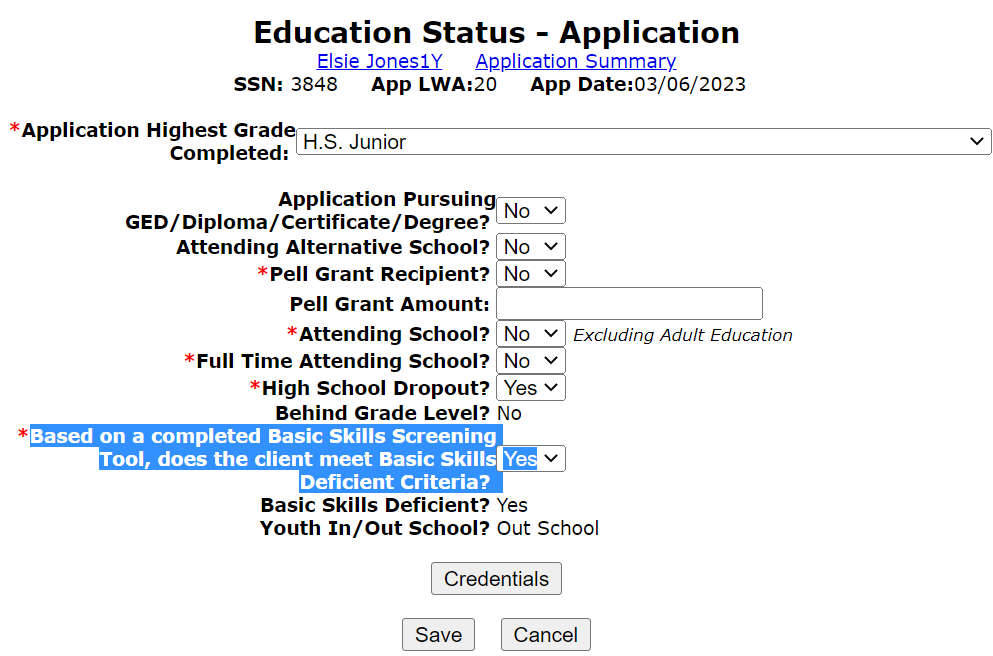 Education Status - Application
Elsie Jones1Y Application Summary
SSN: 3848 App LWA:20 App Date:03/06/2023
*Application Highest Grade
Completed: H.S. Junior
Application Pursuing
GED/Diploma/Certificate/Degree? No
Attending Alternative School? No
*Pell Grant Recipient? No
Pell Grant Amount:
*Attending School? No Excluding Adult Education
*Full Time Attending School? No
*High School Dropout? Yes
Behind Grade Level? No
*Based on a completed Basic Skills Screening
Tool, does the client meet Basic Skills Yes
Deficient Criteria?
Basic Skills Deficient? Yes
Youth In/Out School? Out School
Credentials
Save Cancel